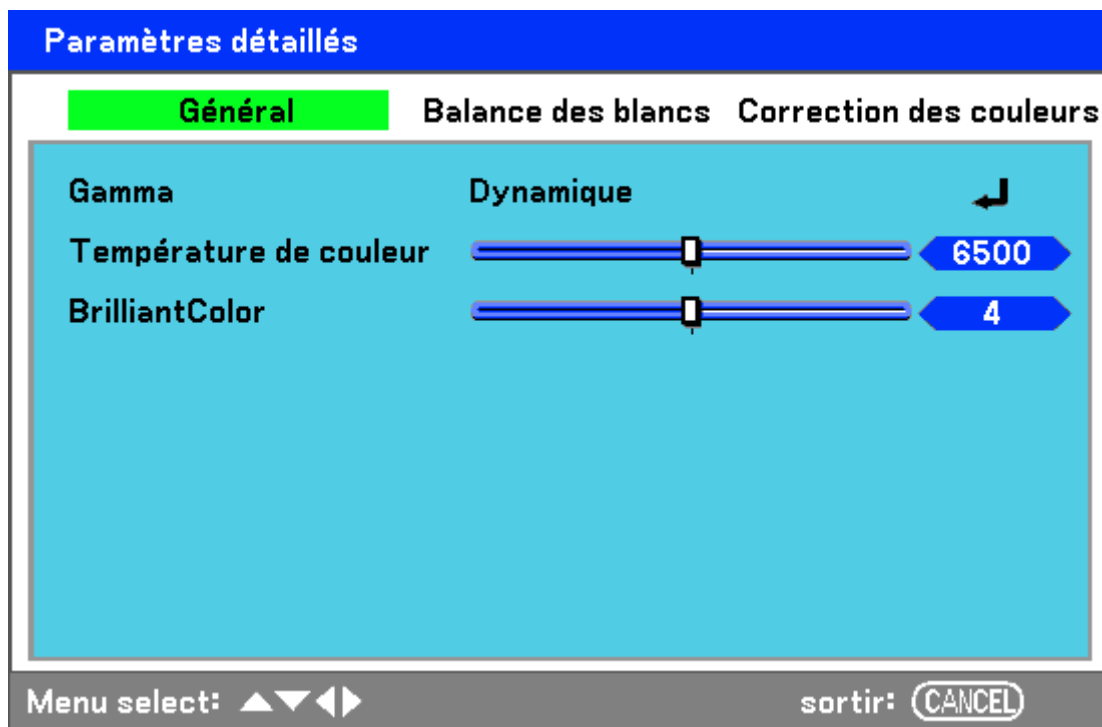 Paramètres détaillés
Général Balance des blancs Correction des couleurs
Gamma Dynamique
Température de couleur 6500
BrilliantColor 4
Menu select: sortir: CANCEL